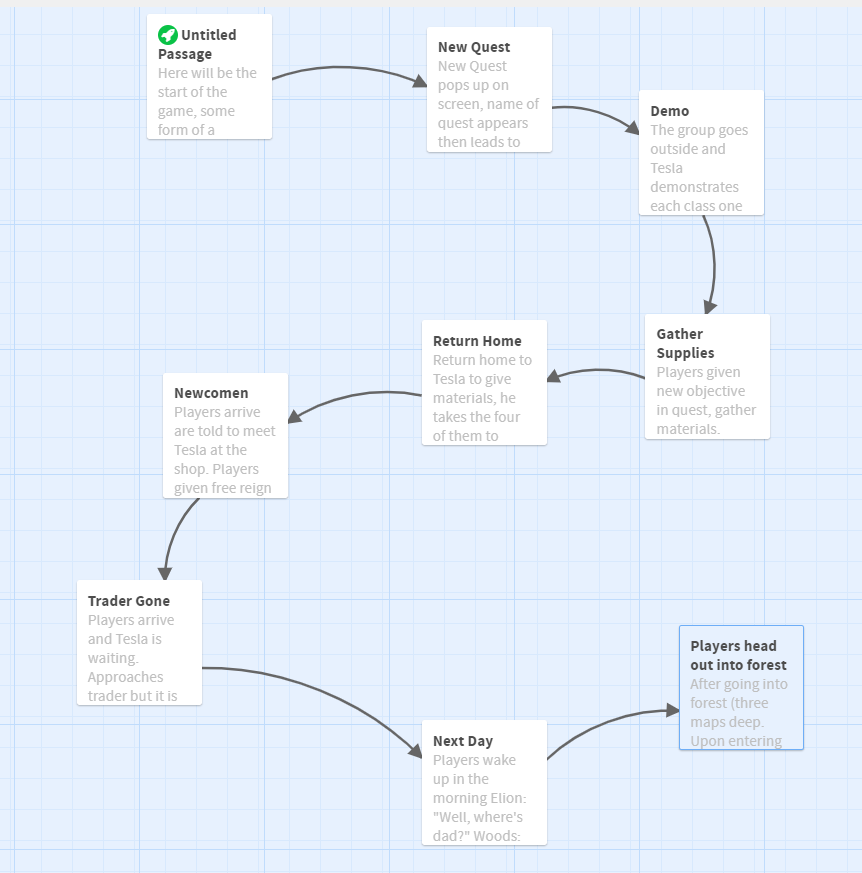 Untitled
Passage
Here will be the
start of the
game, some
form of a
New Quest
New Quest
pops up on
screen, name of
quest appears
then leads to
Demo
The group goes
outside and
Tesla
demonstrates
each class one
Gather
Supplies
Players given
new objective
in quest, gather
materials.
Return Home
Return home to
Tesla to give
materials, he
takes the four
of them to
Newcomen
Players arrive
are told to meet
Tesla at the
shop. Players
given free reign
Trader Gone
Players arrive
and Tesla is
waiting.
Approaches
trader but it is
Next Day
Players wake
up in the
morning Elion:
"Well, where's
dad?" Woods:
Players head
out into forest
After going into
forest (three
maps deep.
Upon entering